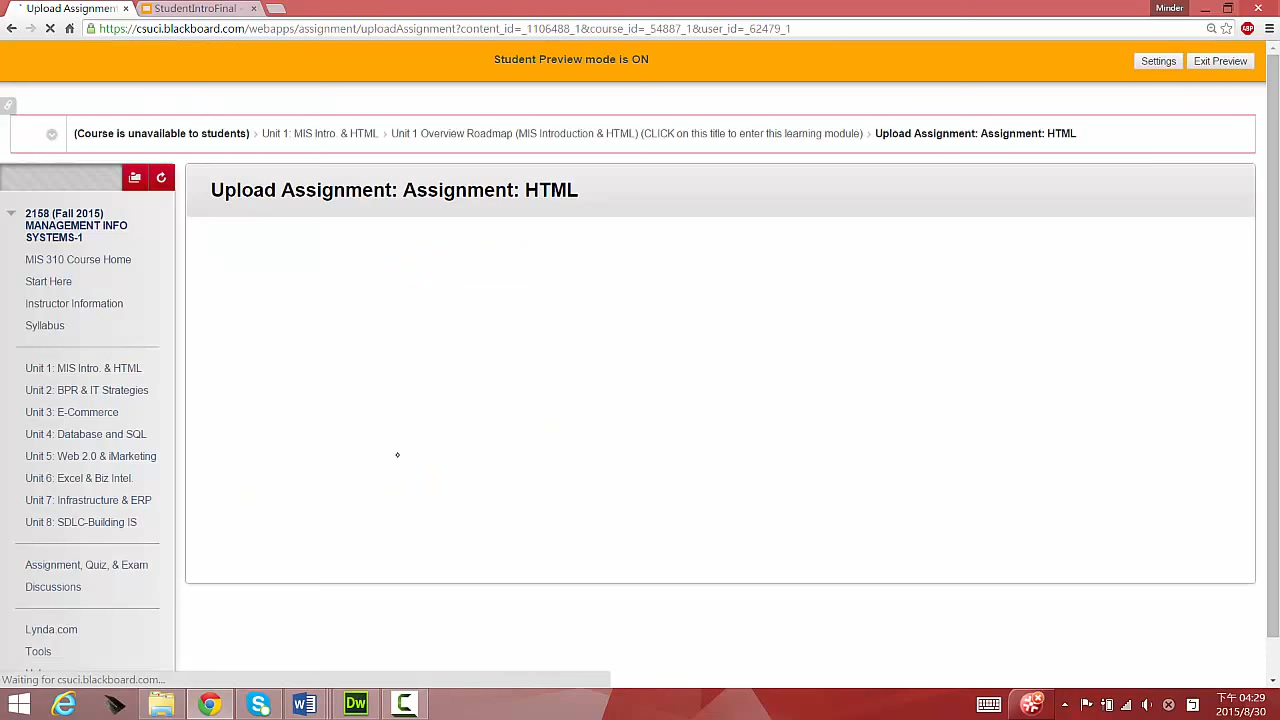 Upload Assignment
StudentIntroFinal -
Minder
https://csuci.blackboard.com/webapps/assignment/uploadAssignment?content_id=_1106488_1&course_id=_54887_1&user_id=_62479_1
ABP
Student Preview mode is ON
Settings
Exit Preview
(Course is unavailable to students) > Unit 1: MIS Intro. & HTML > Unit 1 Overview Roadmap (MIS Introduction & HTML) (CLICK on this title to enter this learning module) > Upload Assignment: Assignment: HTML
Upload Assignment: Assignment: HTML
2158 (Fall 2015)
MANAGEMENT INFO
SYSTEMS-1
MIS 310 Course Home
Start Here
Instructor Information
Syllabus
Unit 1: MIS Intro. & HTML
Unit 2: BPR & IT Strategies
Unit 3: E-Commerce
Unit 4: Database and SQL
Unit 5: Web 2.0 & iMarketing
Unit 6: Excel & Biz Intel.
Unit 7: Infrastructure & ERP
Unit 8: SDLC-Building IS
Assignment, Quiz, & Exam
Discussions
Lynda.com
Tools
Waiting for csuci.blackboard.com...
Dw
下午 04:29
2015/8/30